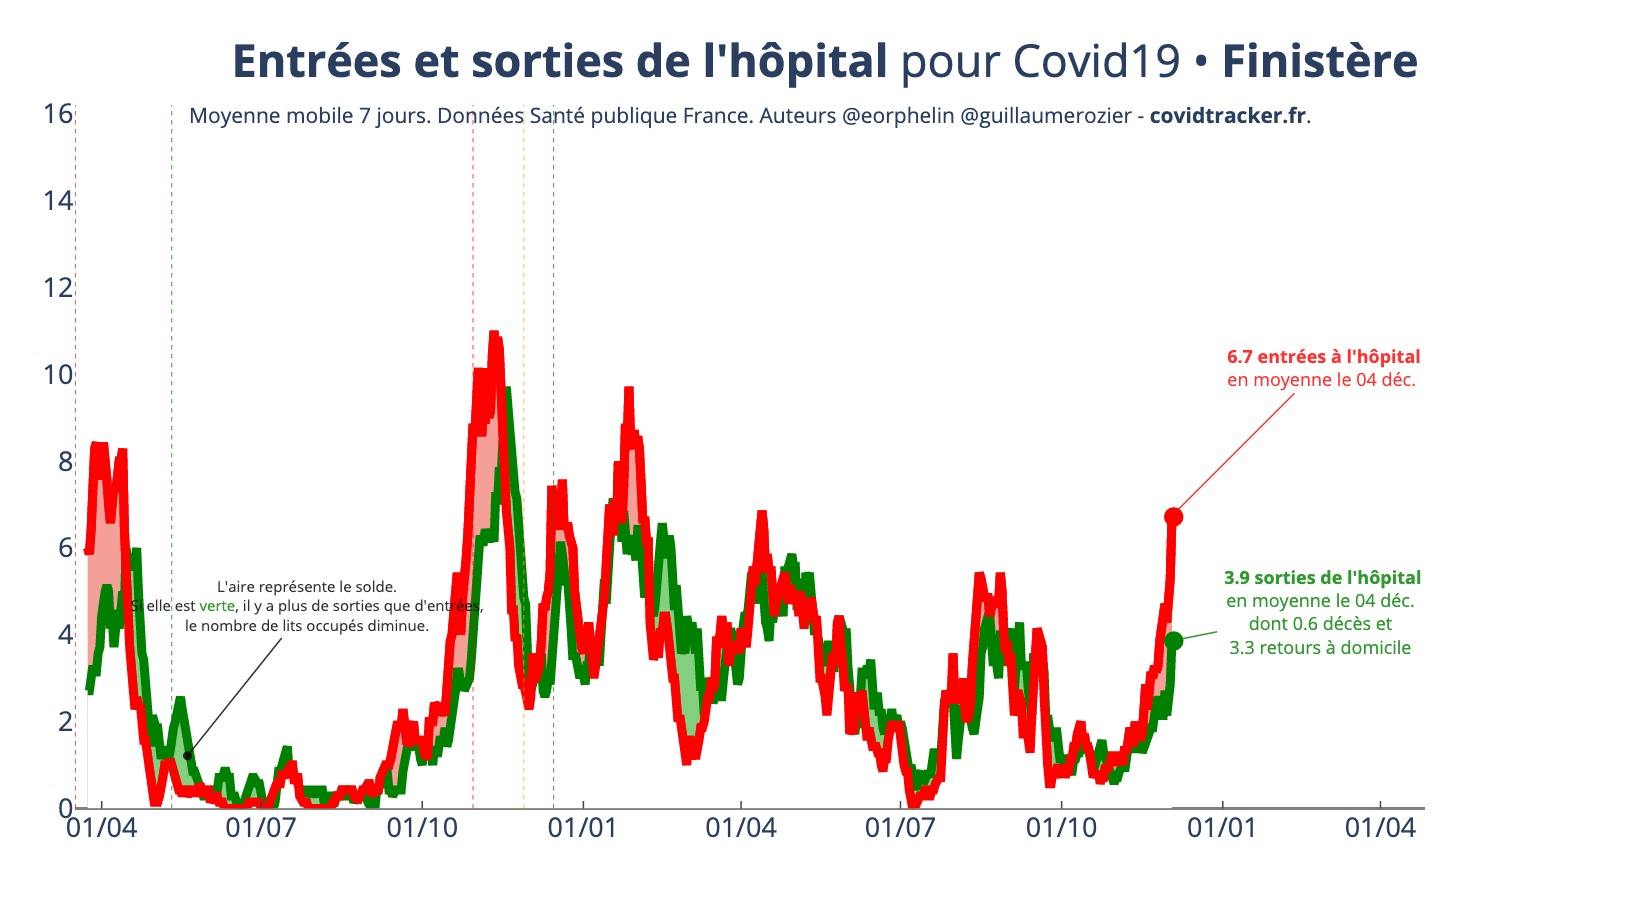 Entrées et sorties de l'hôpital pour Covid19 • Finistère
Moyenne mobile 7 jours. Données Santé publique France. Auteurs @eorphelin @guillaumerozier - covidtracker.fr.
16
14
12
10
8
6
4
2
0
6.7 entrées à l'hôpital
en moyenne le 04 déc.
3.9 sorties de l'hôpital
en moyenne le 04 déc.
dont 0.6 décès et
3.3 retours à domicile
L'aire représente le solde.
Si elle est verte, il y a plus de sorties que d'entrées,
le nombre de lits occupés diminue.
01/04 01/07 01/10 01/01 01/04 01/07 01/10 01/01 01/04